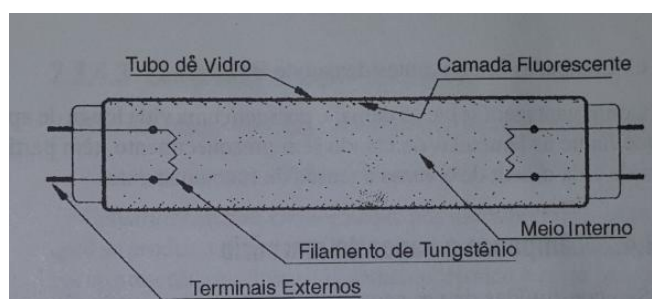 Tubo dê Vidro
Camada Fluorescente
Meio Interno
Filamento de Tungstênio
Terminais Externos